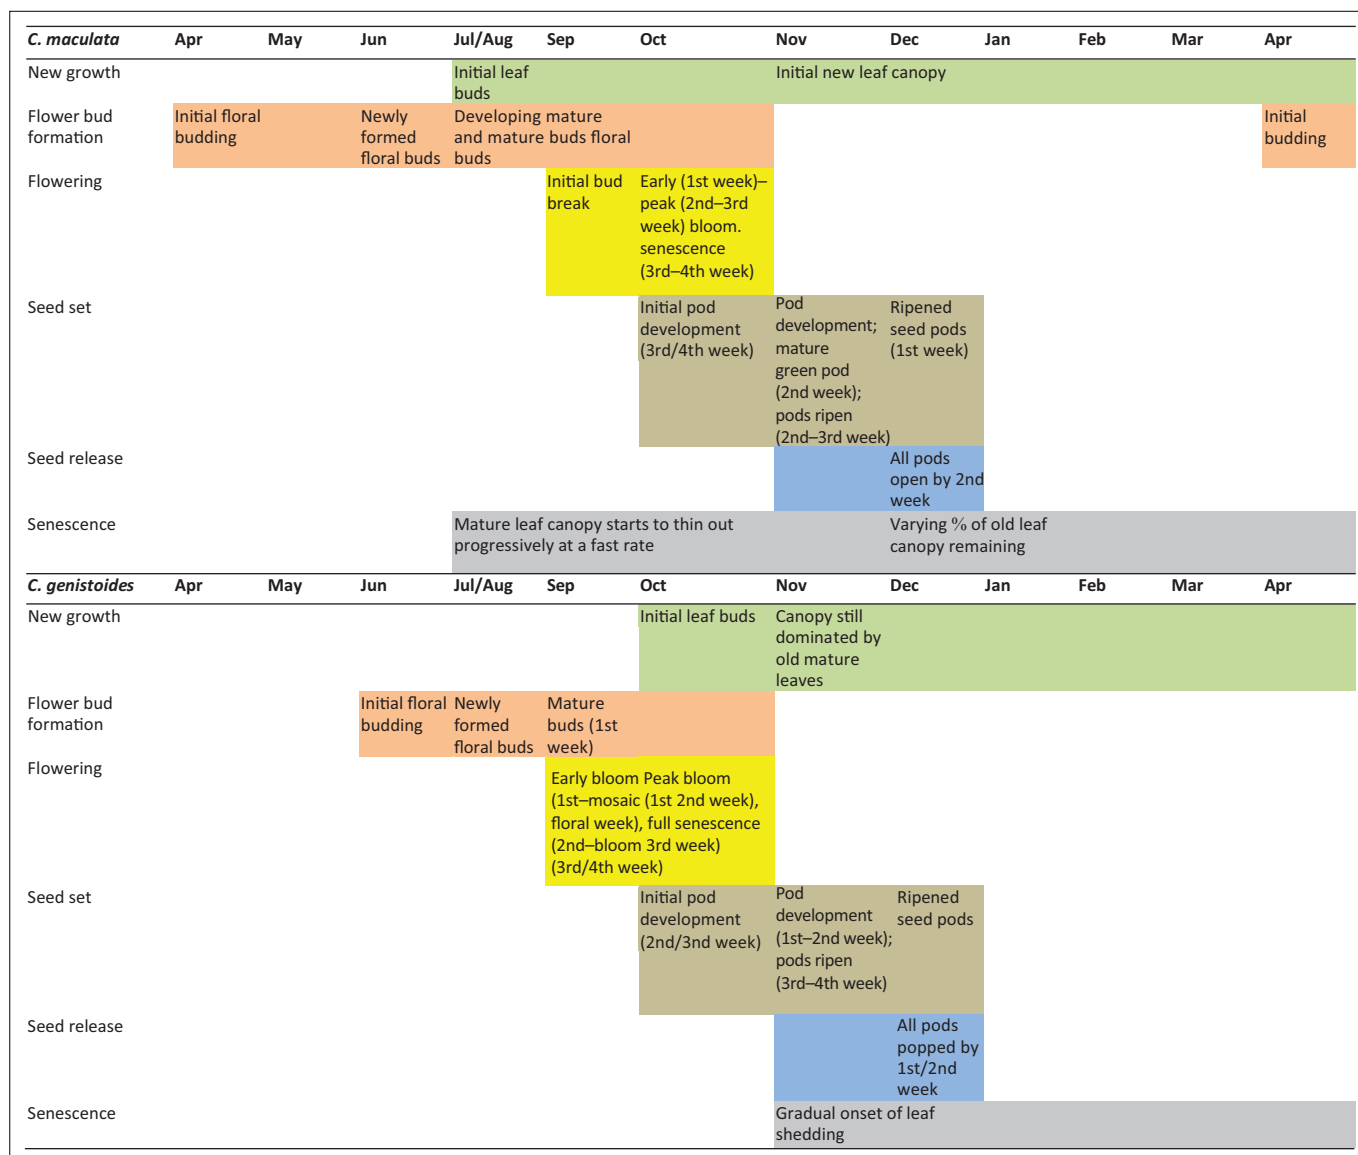 C. maculata Apr May Jun Jul/Aug Sep Oct Nov Dec Jan Feb Mar Apr
New growth
Initial leaf
buds
Initial new leaf canopy
Flower bud
formation
Initial floral
budding
Newly
formed
floral buds
Developing mature
and mature buds floral
buds
Initial
budding
Flowering
Initial bud
break
Early (1st week)–
peak (2nd–3rd
week) bloom.
senescence
(3rd–4th week)
Seed set
Initial pod
development
(3rd/4th week)
Pod
development;
mature
green pod
(2nd week);
pods ripen
(2nd–3rd week)
Ripened
seed pods
(1st week)
Seed release
All pods
open by 2nd
week
Senescence
Mature leaf canopy starts to thin out
progressively at a fast rate
Varying % of old leaf
canopy remaining
C. genistoides Apr May Jun Jul/Aug Sep Oct Nov Dec Jan Feb Mar Apr
New growth
Initial leaf buds
Canopy still
dominated by
old mature
leaves
Flower bud
formation
Initial floral
budding
Newly
formed
floral buds
Mature
buds (1st
week)
Flowering
Early bloom Peak bloom
(1st–mosaic (1st 2nd week),
floral week), full senescence
(2nd–bloom 3rd week)
(3rd/4th week)
Seed set
Initial pod
development
(2nd/3nd week)
Pod
development
(1st–2nd week);
pods ripen
(3rd–4th week)
Ripened
seed pods
Seed release
All pods
popped by
1st/2nd
week
Senescence
Gradual onset of leaf
shedding